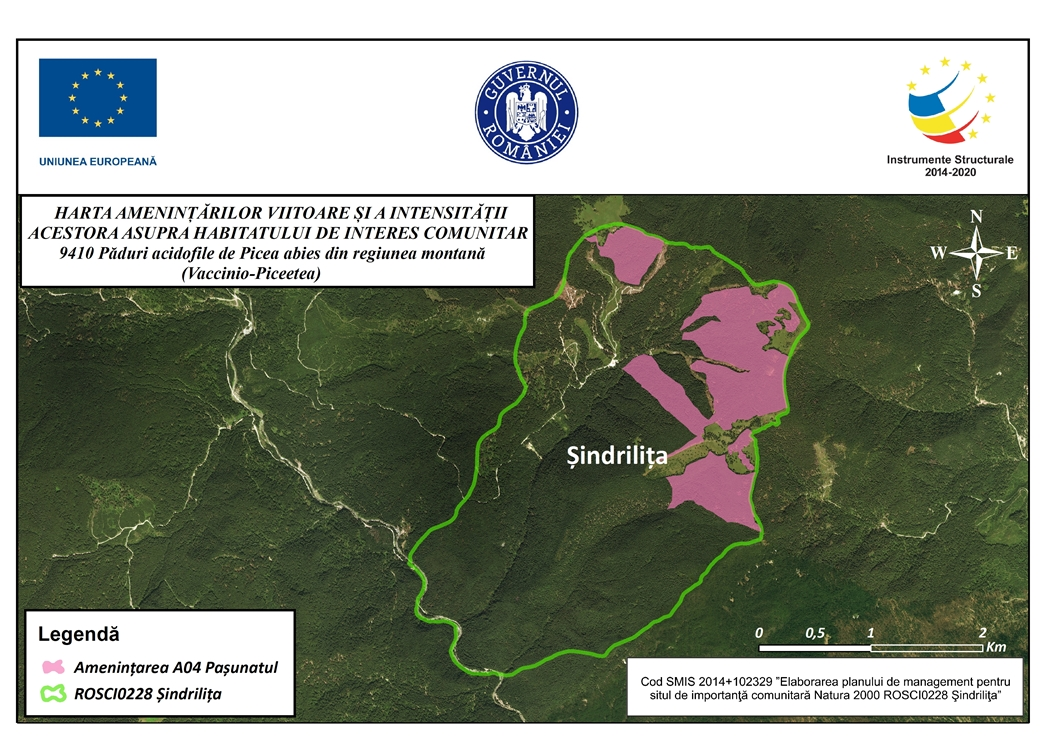 UNIUNEA EUROPEANĂ
GUVERNUL ROMÂNIEI
Instrumente Structurale
2014-2020
HARTA AMENINȚĂRILOR VIITOARE ȘI A INTENSITĂȚII
ACESTORA ASUPRA HABITATULUI DE INTERES COMUNITAR
9410 Păduri acidofile de Picea abies din regiunea montană
(Vaccinio-Piceetea)
N
W E
S
Șindrilița
Legendă
Amenințarea A04 Pașunatul
ROSCI0228 Șindrilița
0 0,5 1 2
Km
Cod SMIS 2014+102329 ”Elaborarea planului de management pentru
situl de importanţă comunitară Natura 2000 ROSCI0228 Şindriliţa”